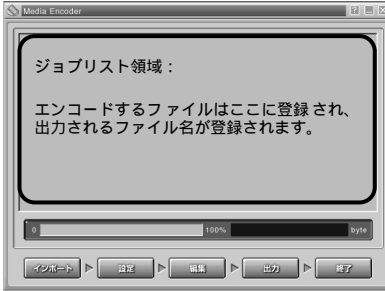 Media Encoder
ジョブリスト領域：
エンコードするファイルはここに登録され、
出力されるファイル名が登録されます。
0 100% byte
インポート 設定 編集 出力 終了